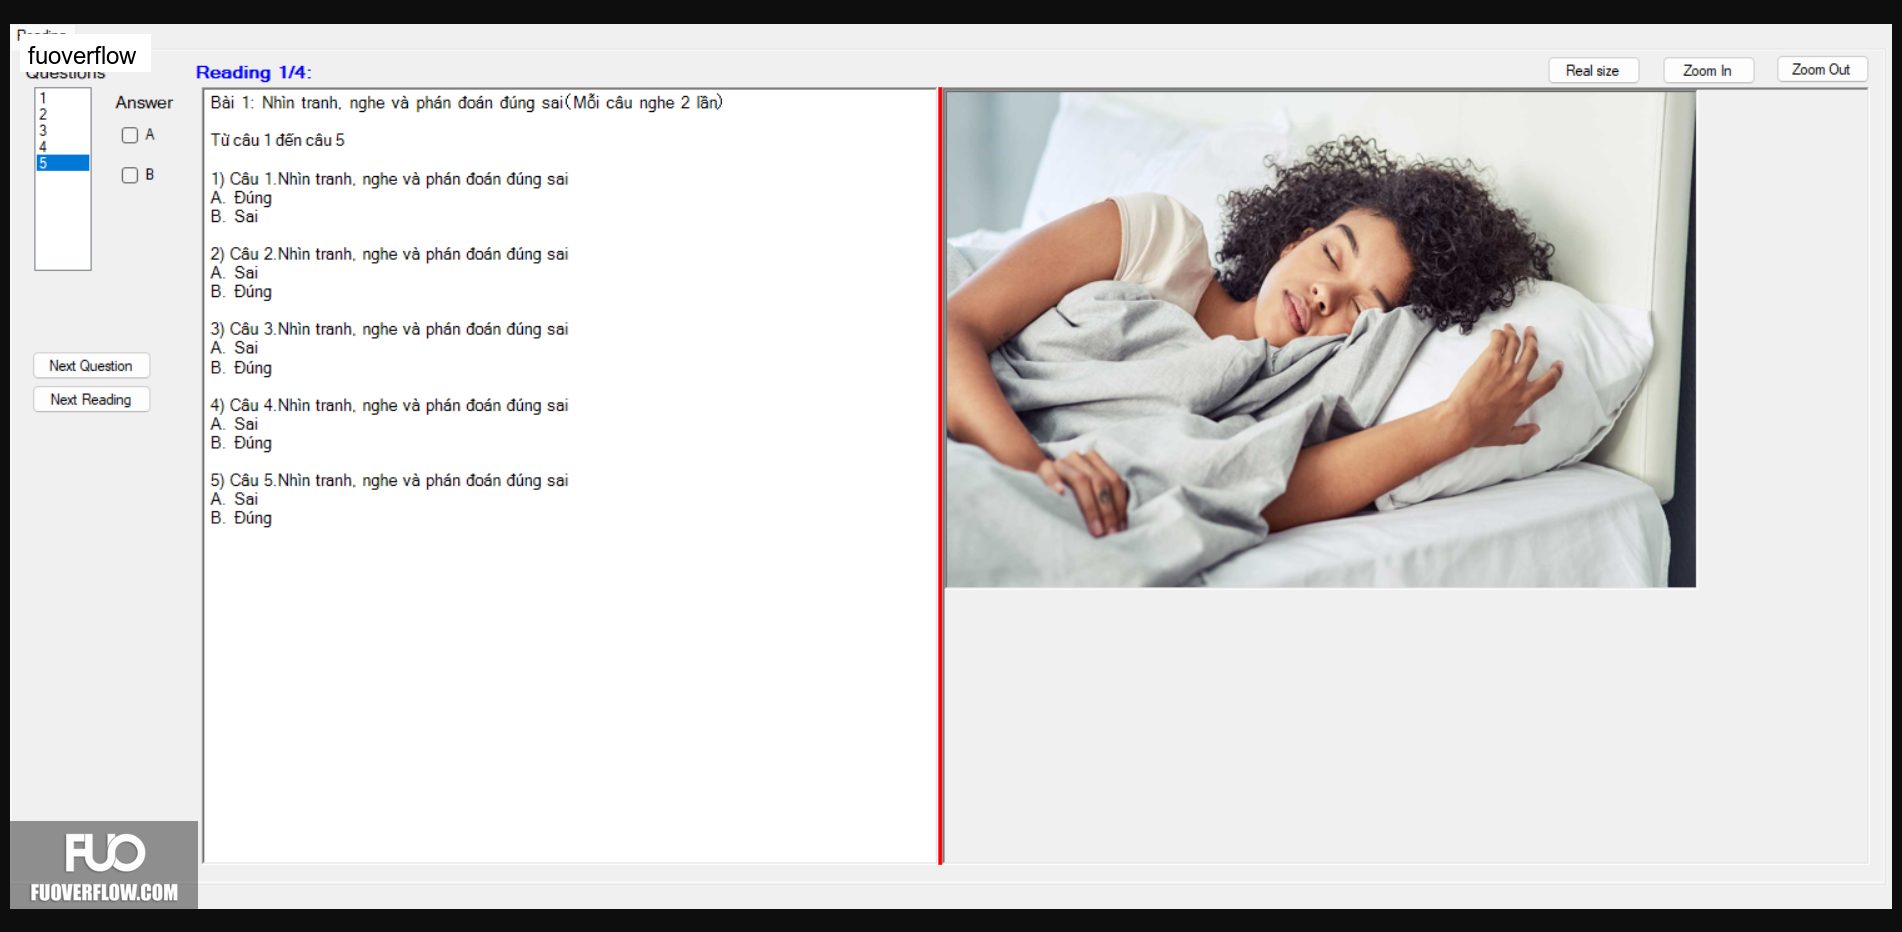 fuoverflow
Questions
Reading 1/4:
Real size
Zoom In
Zoom Out
1
2
3
4
5
Answer
A
B
Next Question
Next Reading
Bài 1: Nhìn tranh, nghe và phán đoán đúng sai(Mỗi câu nghe 2 lần)
Từ câu 1 đến câu 5
1) Câu 1.Nhìn tranh, nghe và phán đoán đúng sai
A. Đúng
B. Sai
2) Câu 2.Nhìn tranh, nghe và phán đoán đúng sai
A. Sai
B. Đúng
3) Câu 3.Nhìn tranh, nghe và phán đoán đúng sai
A. Sai
B. Đúng
4) Câu 4.Nhìn tranh, nghe và phán đoán đúng sai
A. Sai
B. Đúng
5) Câu 5.Nhìn tranh, nghe và phán đoán đúng sai
A. Sai
B. Đúng
FUO
FUOVERFLOW.COM